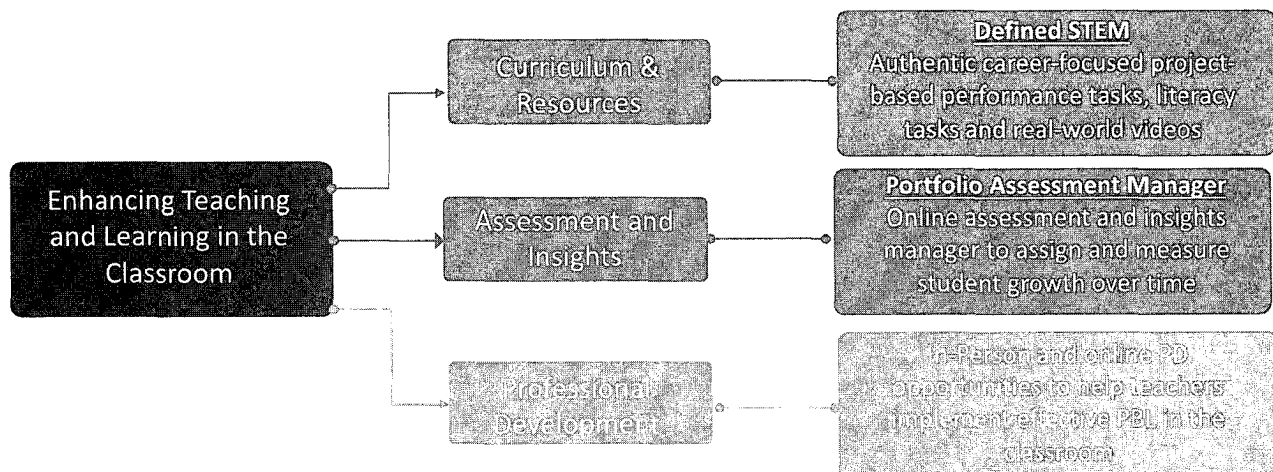 Enhancing Teaching
and Learning in the
Classroom
Curriculum &
Resources
Defined STEM
Authentic career-focused project-
based performance tasks, literacy
tasks and real-world videos
Assessment and
Insights
Portfolio Assessment Manager
Online assessment and insights
manager to assign and measure
student growth over time
Professional
Development
In-Person and online PD
opportunities to help teachers
implement effective PBL in the
classroom